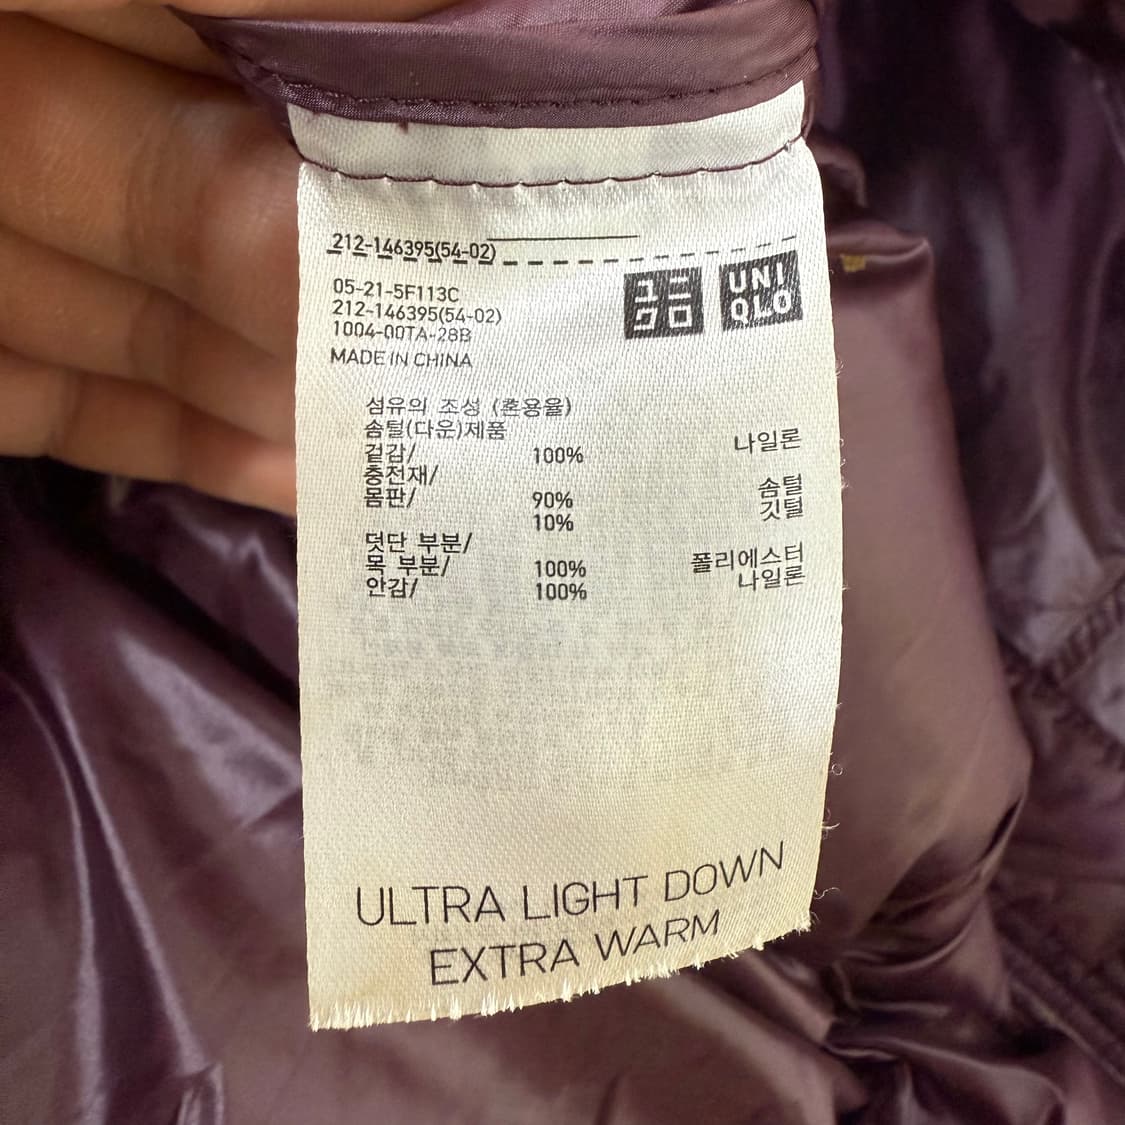 212-146395(54-02)
05-21-5F113C
212-146395(54-02)
1004-00TA-28B
MADE IN CHINA
ユニ
クロ
UNI
QLO
섬유의 조성 (혼용율)
솜털(다운)제품
겉감/ 100% 나일론
충전재/
몸판/ 90% 솜털
10% 깃털
덧단 부분/
목 부분/ 100% 폴리에스터
안감/ 100% 나일론
ULTRA LIGHT DOWN
EXTRA WARM